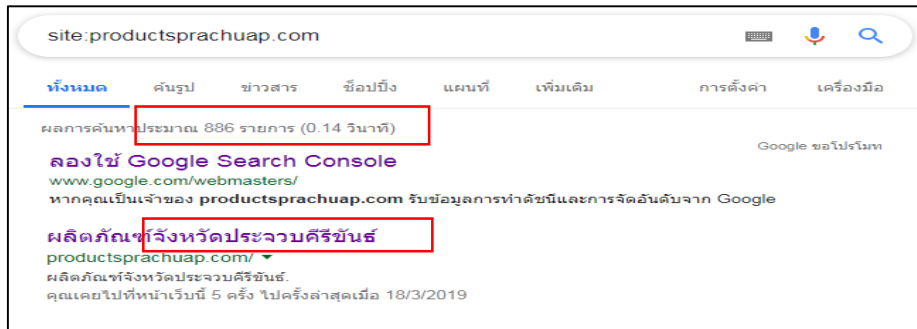 site:productsprachuap.com
ทั้งหมด ค้นรูป ข่าวสาร ช็อปปิ้ง แผนที่ เพิ่มเติม การตั้งค่า เครื่องมือ
ผลการค้นหาประมาณ 886 รายการ (0.14 วินาที)
Google ขอโปรโมท
ลองใช้ Google Search Console
www.google.com/webmasters/
หากคุณเป็นเจ้าของ productsprachuap.com รับข้อมูลการทำดัชนีและการจัดอันดับจาก Google
ผลิตภัณฑ์จังหวัดประจวบคีรีขันธ์
productsprachuap.com/
ผลิตภัณฑ์จังหวัดประจวบคีรีขันธ์.
คุณเคยไปที่หน้าเว็บนี้ 5 ครั้ง ไปครั้งล่าสุดเมื่อ 18/3/2019